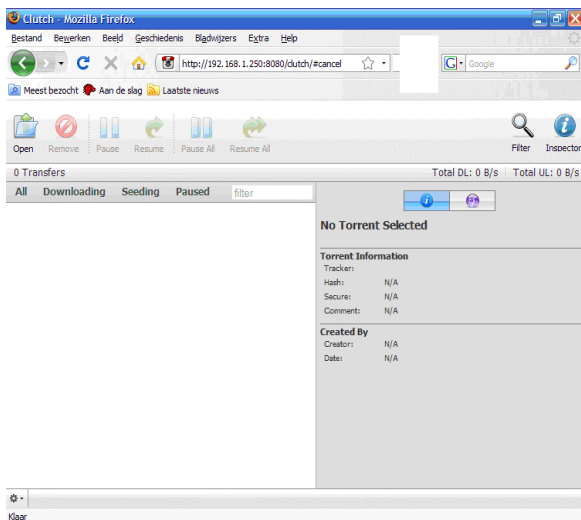 Clutch - Mozilla Firefox
Bestand Bewerken Beeld Geschiedenis Bladwijzers Extra Help
http://192.168.1.250:8080/clutch/#cancel G Google
Meest bezocht Aan de slag Laatste nieuws
Open Remove Pause Resume Pause All Resume All Filter Inspector
0 Transfers Total DL: 0 B/s Total UL: 0 B/s
All Downloading Seeding Paused filter
No Torrent Selected
Torrent Information
Tracker:
Hash: N/A
Secure: N/A
Comment: N/A
Created By
Creator: N/A
Date: N/A
Klaar